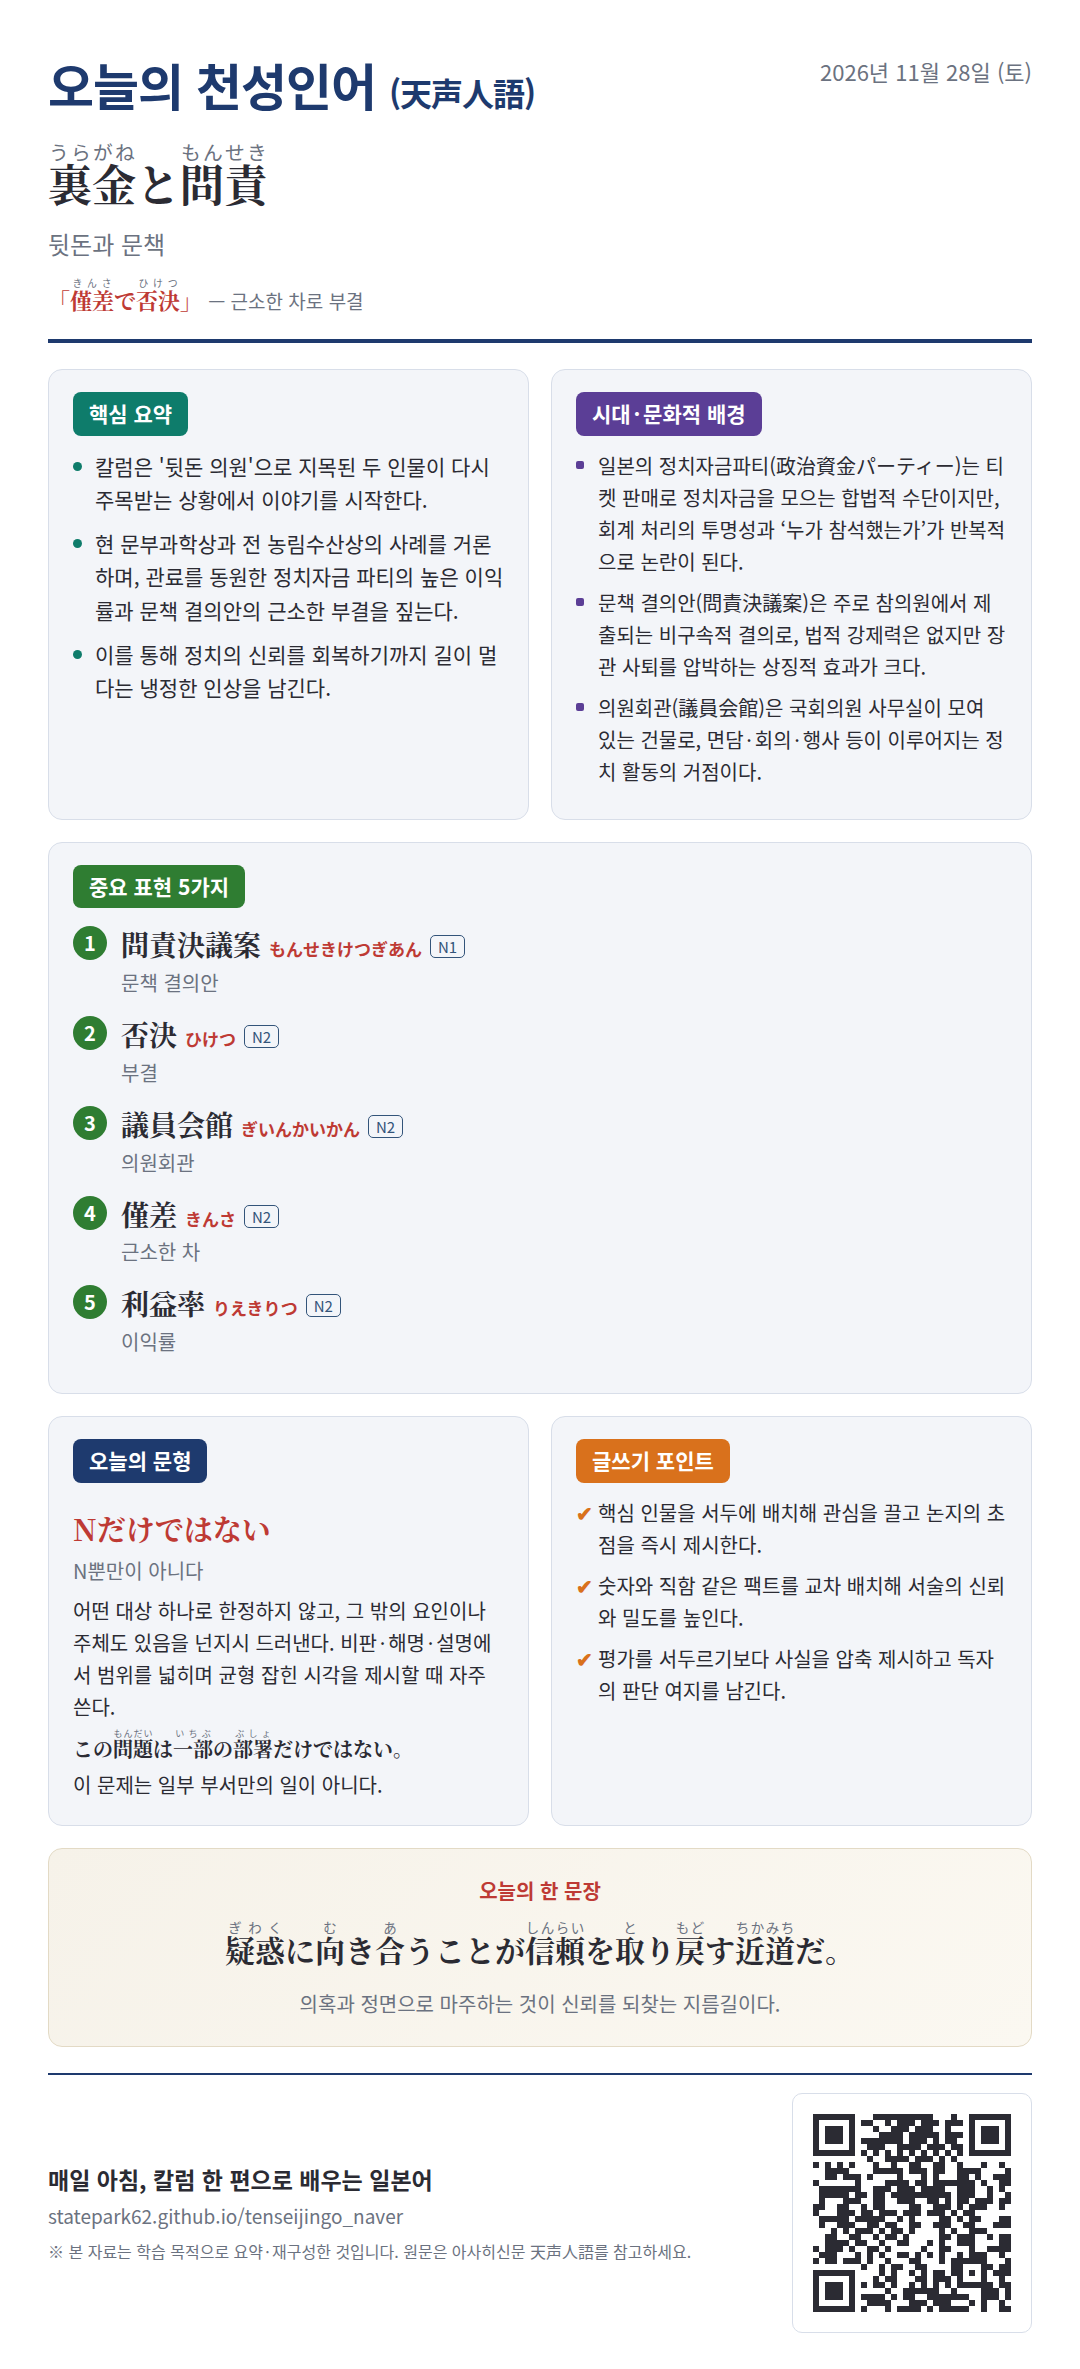 오늘의 천성인어 (天声人語)
2026년 11월 28일 (토)
うらがね もんせき
裏金と問責
뒷돈과 문책
きんさ ひけつ
「僅差で否決」 — 근소한 차로 부결
핵심 요약
칼럼은 '뒷돈 의원'으로 지목된 두 인물이 다시
주목받는 상황에서 이야기를 시작한다.
현 문부과학상과 전 농림수산상의 사례를 거론
하며, 관료를 동원한 정치자금 파티의 높은 이익
률과 문책 결의안의 근소한 부결을 짚는다.
이를 통해 정치의 신뢰를 회복하기까지 길이 멀
다는 냉정한 인상을 남긴다.
시대·문화적 배경
일본의 정치자금파티(政治資金パーティー)는 티
켓 판매로 정치자금을 모으는 합법적 수단이지만,
회계 처리의 투명성과 ‘누가 참석했는가’가 반복적
으로 논란이 된다.
문책 결의안(問責決議案)은 주로 참의원에서 제
출되는 비구속적 결의로, 법적 강제력은 없지만 장
관 사퇴를 압박하는 상징적 효과가 크다.
의원회관(議員会館)은 국회의원 사무실이 모여
있는 건물로, 면담·회의·행사 등이 이루어지는 정
치 활동의 거점이다.
중요 표현 5가지
1 問責決議案 もんせきけつぎあん N1
문책 결의안
2 否決 ひけつ N2
부결
3 議員会館 ぎいんかいかん N2
의원회관
4 僅差 きんさ N2
근소한 차
5 利益率 りえきりつ N2
이익률
오늘의 문형
Nだけではない
N뿐만이 아니다
어떤 대상 하나로 한정하지 않고, 그 밖의 요인이나
주체도 있음을 넌지시 드러낸다. 비판·해명·설명에
서 범위를 넓히며 균형 잡힌 시각을 제시할 때 자주
쓴다.
もんだい いちぶ ぶしょ
この問題は一部の部署だけではない。
이 문제는 일부 부서만의 일이 아니다.
글쓰기 포인트
✔ 핵심 인물을 서두에 배치해 관심을 끌고 논지의 초
점을 즉시 제시한다.
✔ 숫자와 직함 같은 팩트를 교차 배치해 서술의 신뢰
와 밀도를 높인다.
✔ 평가를 서두르기보다 사실을 압축 제시하고 독자
의 판단 여지를 남긴다.
오늘의 한 문장
ぎわく む あ しんらい と もど ちかみち
疑惑に向き合うことが信頼を取り戻す近道だ。
의혹과 정면으로 마주하는 것이 신뢰를 되찾는 지름길이다.
매일 아침, 칼럼 한 편으로 배우는 일본어
statepark62.github.io/tenseijingo_naver
※ 본 자료는 학습 목적으로 요약·재구성한 것입니다. 원문은 아사히신문 天声人語를 참고하세요.